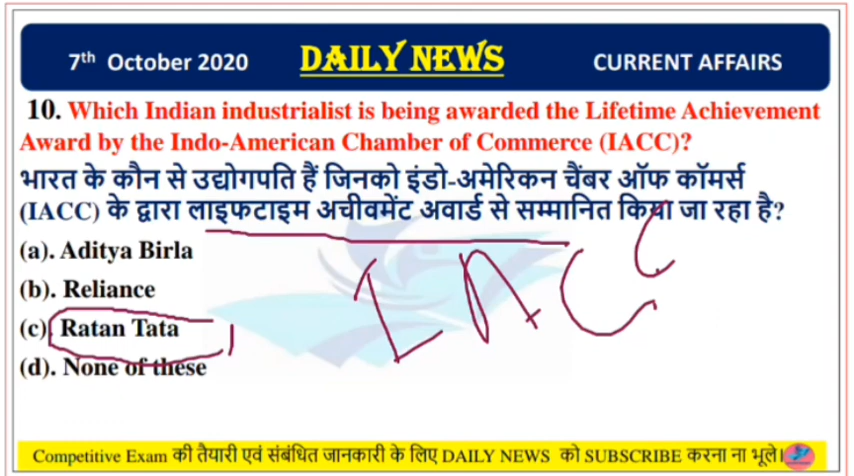 7th October 2020 DAILY NEWS CURRENT AFFAIRS
10. Which Indian industrialist is being awarded the Lifetime Achievement
Award by the Indo-American Chamber of Commerce (IACC)?
भारत के कौन से उद्योगपति हैं जिनको इंडो-अमेरिकन चैंबर ऑफ कॉमर्स
(IACC) के द्वारा लाइफटाइम अचीवमेंट अवार्ड से सम्मानित किया जा रहा है?
(a). Aditya Birla
(b). Reliance
(c). Ratan Tata
(d). None of these
IACC
Competitive Exam की तैयारी एवं संबंधित जानकारी के लिए DAILY NEWS को SUBSCRIBE करना ना भूले।